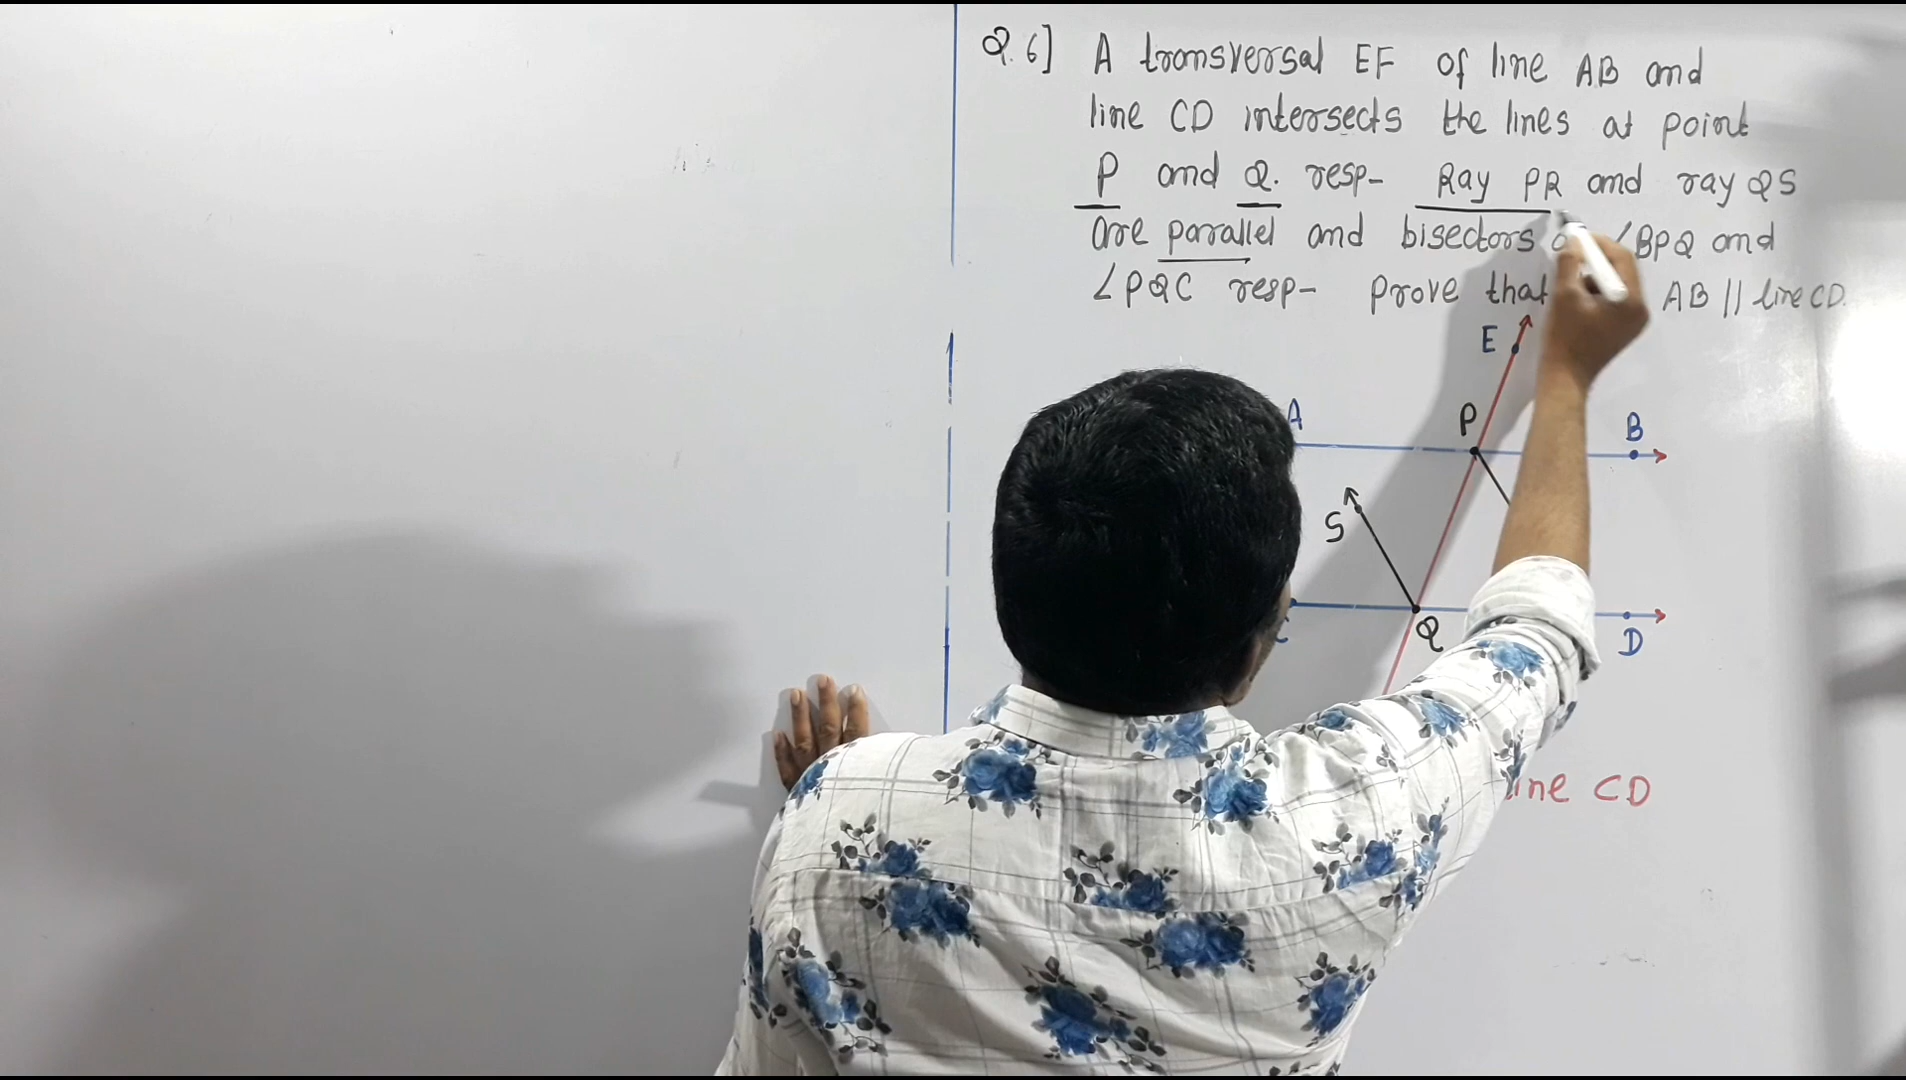 Q.6] A transversal EF of line AB and
line CD intersects the lines at point
P and Q. resp- Ray PR and ray QS
are parallel and bisectors ∠BPQ and
∠PQC resp- Prove that AB || line CD.
E
A
P
B
S
C
Q
D
line CD